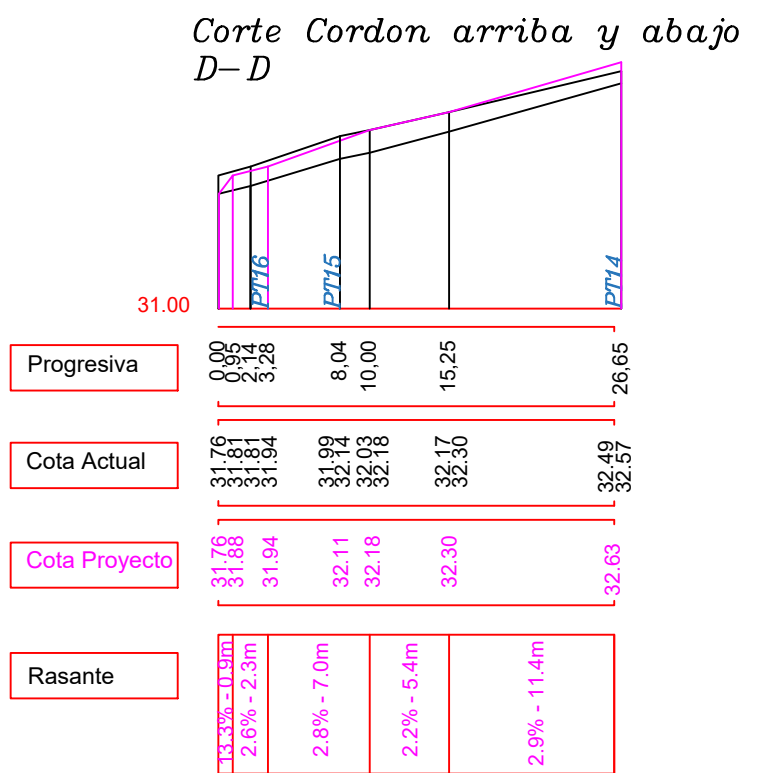 Corte Cordon arriba y abajo
D-D
PT16
PT15
PT14
31.00
Progresiva
0,00
0,95
2,14
3,28
8,04
10,00
15,25
26,65
Cota Actual
31.76
31.81
31.81
31.94
31.99
32.14
32.03
32.18
32.17
32.30
32.49
32.57
Cota Proyecto
31.76
31.88
31.94
32.11
32.18
32.30
32.63
Rasante
13.3% - 0.9m
2.6% - 2.3m
2.8% - 7.0m
2.2% - 5.4m
2.9% - 11.4m